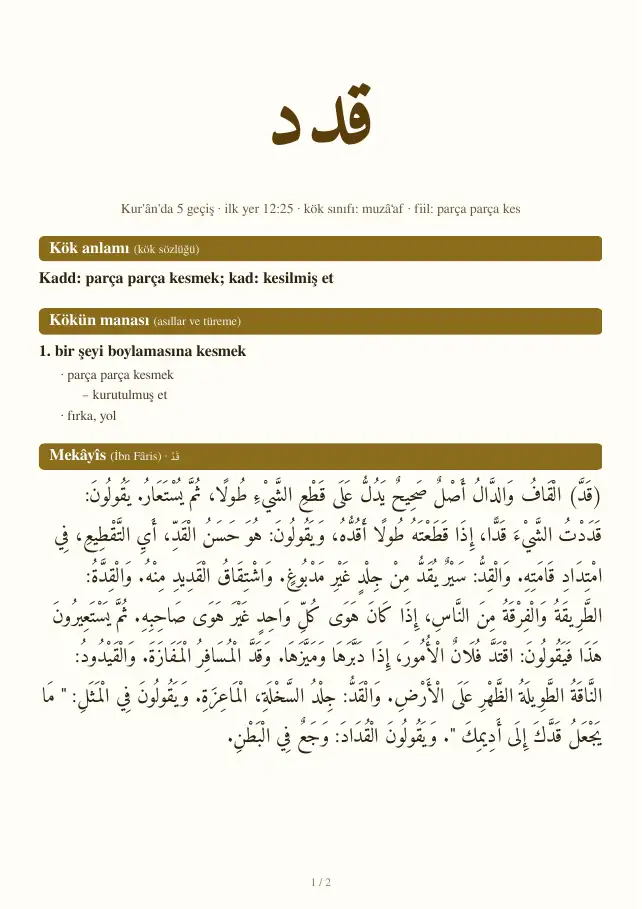 قد د
Kur'ân'da 5 geçiş · ilk yer 12:25 · kök sınıfı: muzâ'af · fiil: parça parça kes
Kök anlamı (kök sözlüğü)
Kadd: parça parça kesmek; kad: kesilmiş et
Kökün manası (asıllar ve türeme)
1. bir şeyi boylamasına kesmek
· parça parça kesmek
– kurutulmuş et
· fırka, yol
Mekâyîs (İbn Fâris) · قَدَّ
(قَدَّ) الْقَافُ وَالدَّالُ أَصْلٌ صَحِيحٌ يَدُلُّ عَلَى قَطْعِ الشَّيْءِ طُولًا، ثُمَّ يُسْتَعَارُ. يَقُولُونَ:
قَدَدْتُ الشَّيْءَ قَدًّا، إِذَا قَطَعْتَهُ طُولًا أَقُدُّهُ، وَيَقُولُونَ: هُوَ حَسَنُ الْقَدِّ، أَيِ التَّقْطِيعِ، فِي
امْتِدَادِ قَامَتِهِ. وَالْقِدُّ: سَيْرٌ يُقَدُّ مِنْ جِلْدٍ غَيْرِ مَدْبُوغٍ. وَاشْتِقَاقُ الْقَدِيدِ مِنْهُ. وَالْقِدَّةُ:
الطَّرِيقَةُ وَالْفِرْقَةُ مِنَ النَّاسِ، إِذَا كَانَ هَوَى كُلِّ وَاحِدٍ غَيْرَ هَوَى صَاحِبِهِ. ثُمَّ يَسْتَعِيرُونَ
هَذَا فَيَقُولُونَ: اقْتَدَّ فُلَانٌ الْأُمُورَ، إِذَا دَبَّرَهَا وَمَيَّزَهَا. وَقَدَّ الْمُسَافِرُ الْمَفَازَةَ. وَالْقَيْدُودُ:
النَّاقَةُ الطَّوِيلَةُ الظَّهْرِ عَلَى الْأَرْضِ. وَالْقَدُّ: جِلْدُ السَّخْلَةِ، الْمَاعِزَةِ. وَيَقُولُونَ فِي الْمَثَلِ: " مَا
يَجْعَلُ قَدَّكَ إِلَى أَدِيمِكَ ". وَيَقُولُونَ الْقُدَادَ: وَجَعٌ فِي الْبَطْنِ.
1 / 2